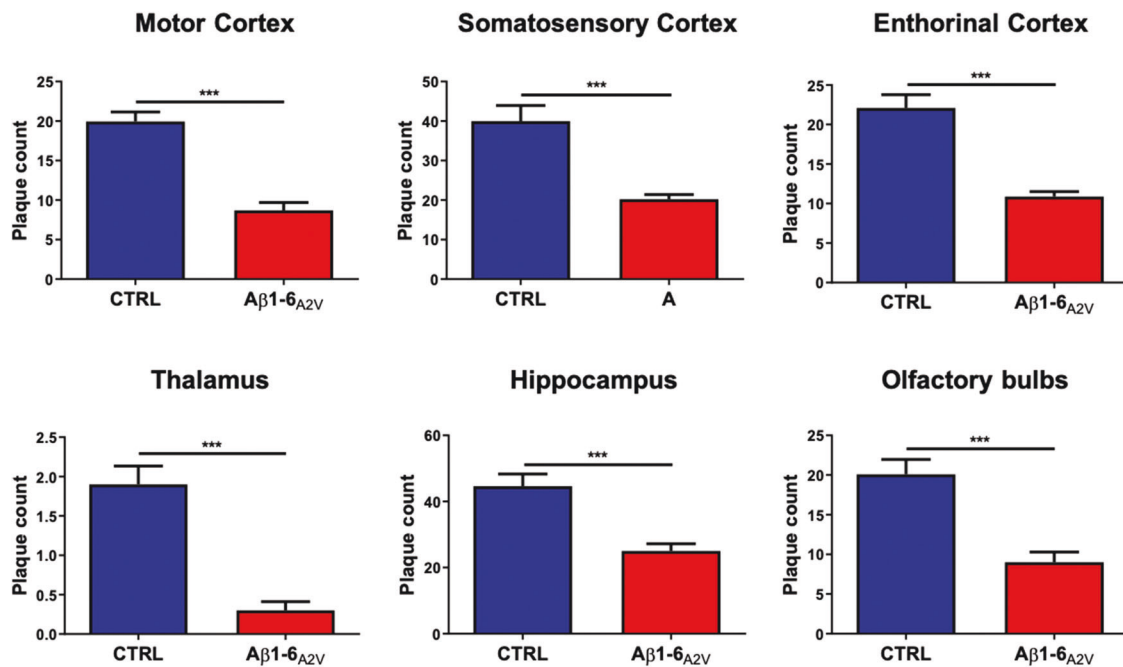 Motor Cortex
25
20
15
10
5
0
Plaque count
***
CTRL
Aβ1-6A2V
Somatosensory Cortex
50
40
30
20
10
0
Plaque count
***
CTRL
A
Enthorinal Cortex
25
20
15
10
5
0
Plaque count
***
CTRL
Aβ1-6A2V
Thalamus
2.5
2.0
1.5
1.0
0.5
0.0
Plaque count
***
CTRL
Aβ1-6A2V
Hippocampus
60
40
20
0
Plaque count
***
CTRL
Aβ1-6A2V
Olfactory bulbs
25
20
15
10
5
0
Plaque count
***
CTRL
Aβ1-6A2V